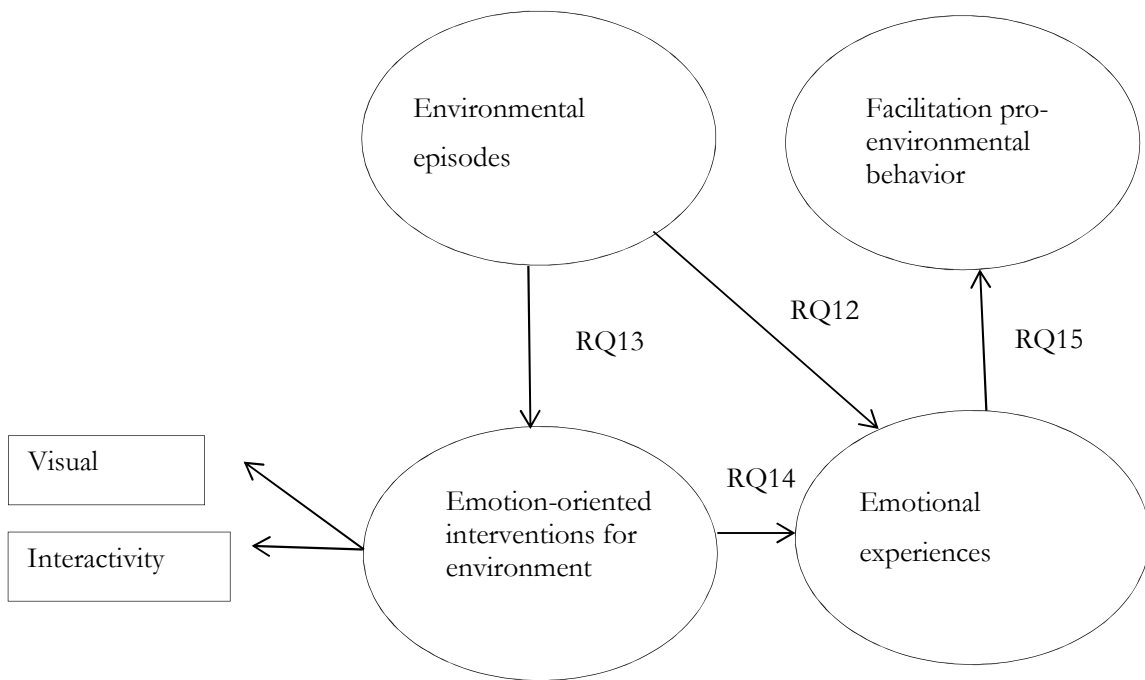 Environmental
episodes
Facilitation pro-
environmental
behavior
RQ12
RQ13
RQ15
Visual
Interactivity
Emotion-oriented
interventions for
environment
RQ14
Emotional
experiences